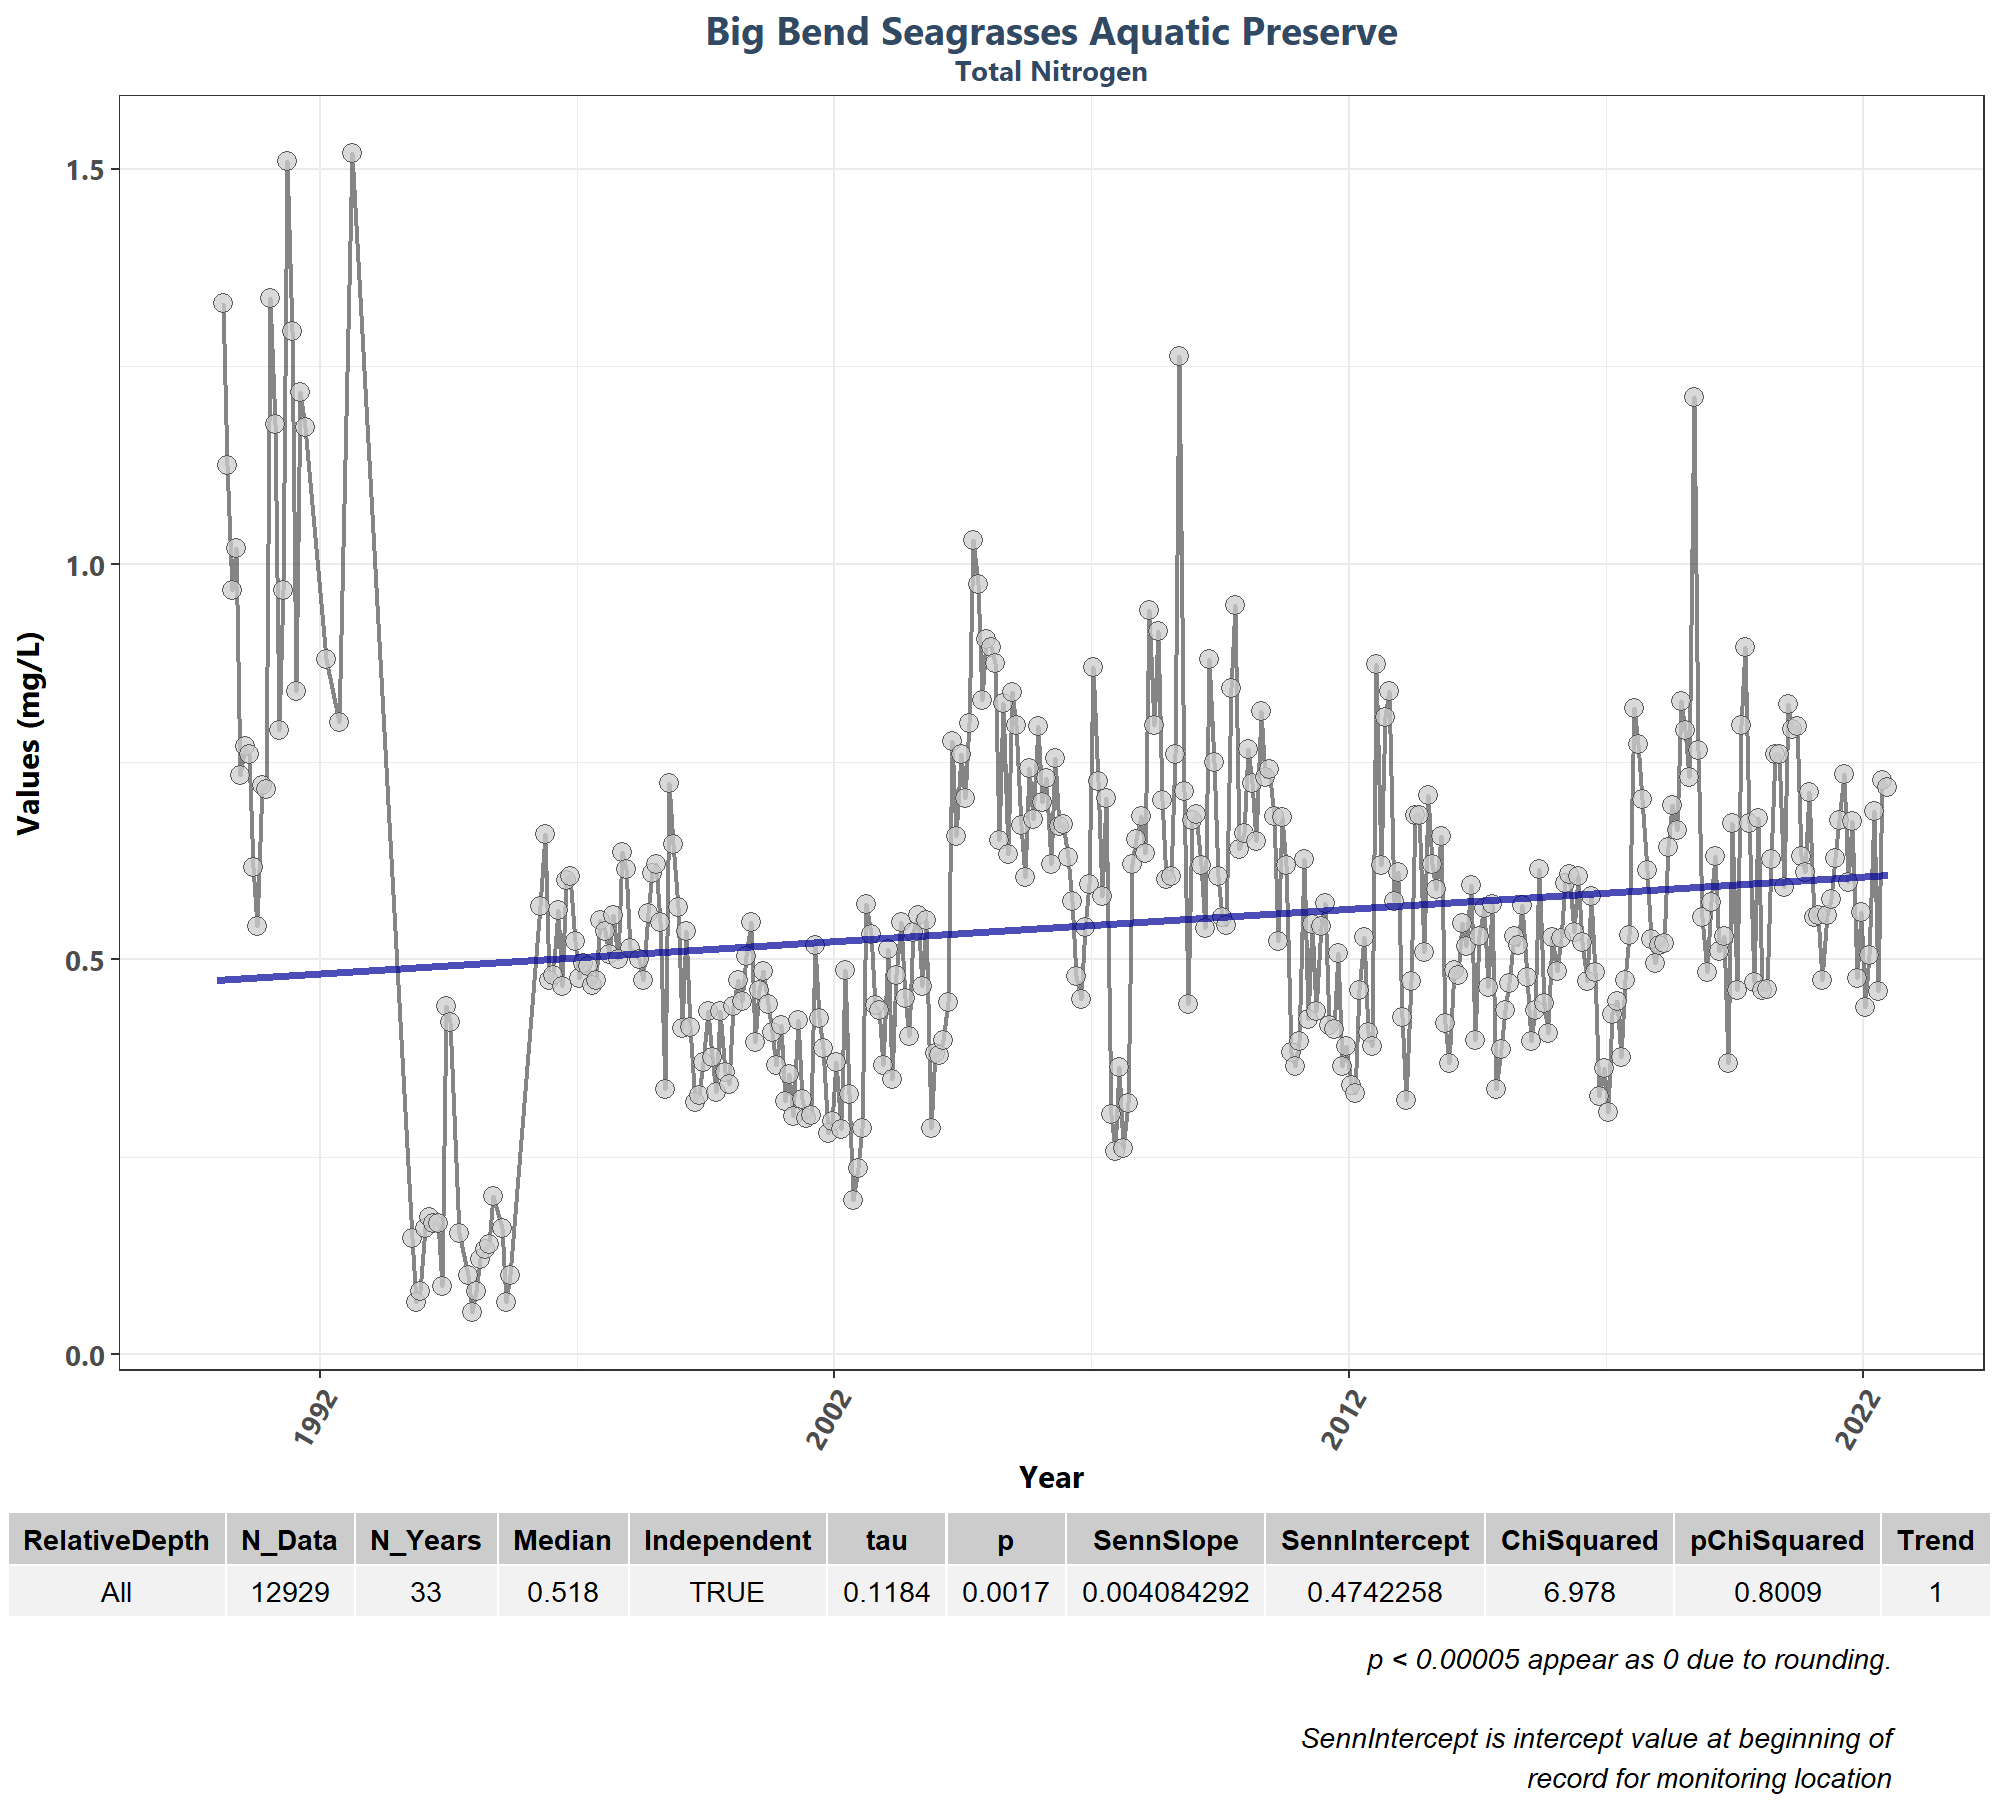 Big Bend Seagrasses Aquatic Preserve
Total Nitrogen
Values (mg/L)
1.5
1.0
0.5
0.0
1992 2002 2012 2022
Year
RelativeDepth N_Data N_Years Median Independent tau p SennSlope SennIntercept ChiSquared pChiSquared Trend
All 12929 33 0.518 TRUE 0.1184 0.0017 0.004084292 0.4742258 6.978 0.8009 1
p < 0.00005 appear as 0 due to rounding.
SennIntercept is intercept value at beginning of
record for monitoring location